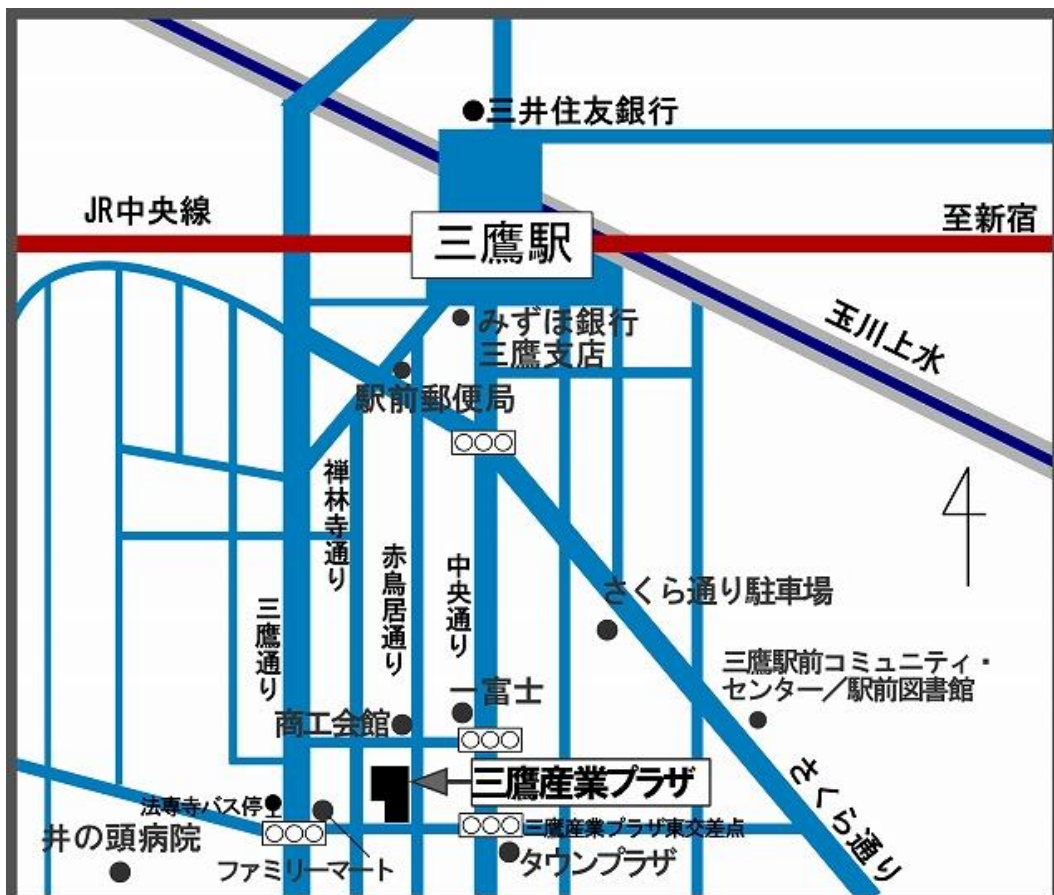 三井住友銀行
JR中央線
至新宿
三鷹駅
玉川上水
みずほ銀行
三鷹支店
駅前郵便局
禅林寺通り
赤鳥居通り
中央通り
三鷹通り
さくら通り駐車場
三鷹駅前コミュニティ・
センター／駅前図書館
一富士
商工会館
三鷹産業プラザ
さくら通り
法専寺バス停
三鷹産業プラザ東交差点
井の頭病院
ファミリーマート
タウンプラザ